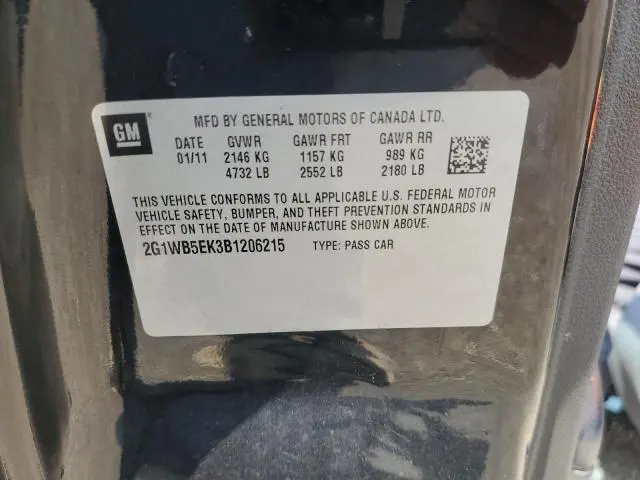 GM
MFD BY GENERAL MOTORS OF CANADA LTD.
DATE GVWR GAWR FRT GAWR RR
01/11 2146 KG 1157 KG 989 KG
4732 LB 2552 LB 2180 LB
THIS VEHICLE CONFORMS TO ALL APPLICABLE U.S. FEDERAL MOTOR
VEHICLE SAFETY, BUMPER, AND THEFT PREVENTION STANDARDS IN
EFFECT ON THE DATE OF MANUFACTURE SHOWN ABOVE.
2G1WB5EK3B1206215 TYPE: PASS CAR